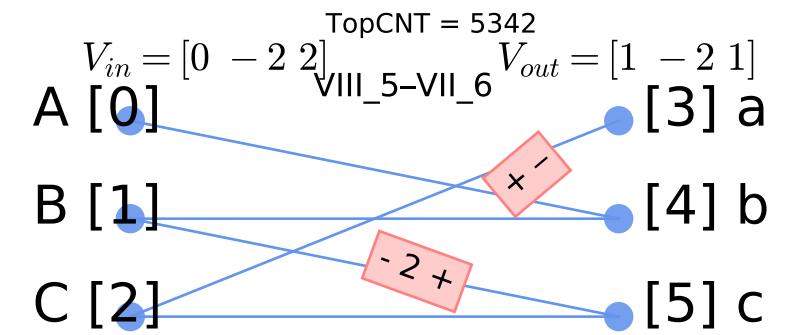 TopCNT = 5342
V_in = [0 −2 2] V_out = [1 −2 1]
VIII_5–VII_6
A [0] [3] a
+ −
B [1] [4] b
- 2 +
C [2] [5] c